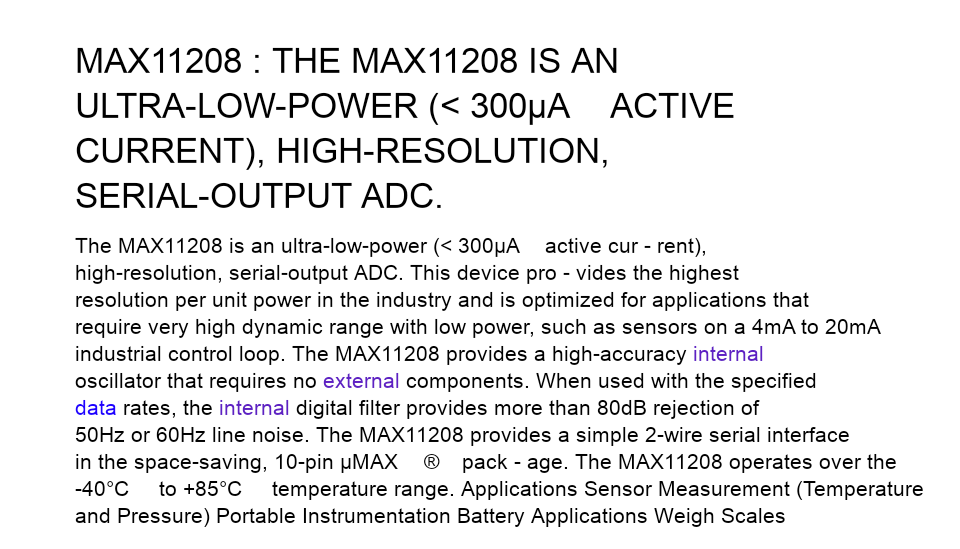 MAX11208 : THE MAX11208 IS AN
ULTRA-LOW-POWER (< 300µA    ACTIVE
CURRENT), HIGH-RESOLUTION,
SERIAL-OUTPUT ADC.
The MAX11208 is an ultra-low-power (< 300µA    active cur - rent),
high-resolution, serial-output ADC. This device pro - vides the highest
resolution per unit power in the industry and is optimized for applications that
require very high dynamic range with low power, such as sensors on a 4mA to 20mA
industrial control loop. The MAX11208 provides a high-accuracy internal
oscillator that requires no external components. When used with the specified
data rates, the internal digital filter provides more than 80dB rejection of
50Hz or 60Hz line noise. The MAX11208 provides a simple 2-wire serial interface
in the space-saving, 10-pin µMAX    ®    pack - age. The MAX11208 operates over the
-40°C    to +85°C    temperature range. Applications Sensor Measurement (Temperature
and Pressure) Portable Instrumentation Battery Applications Weigh Scales